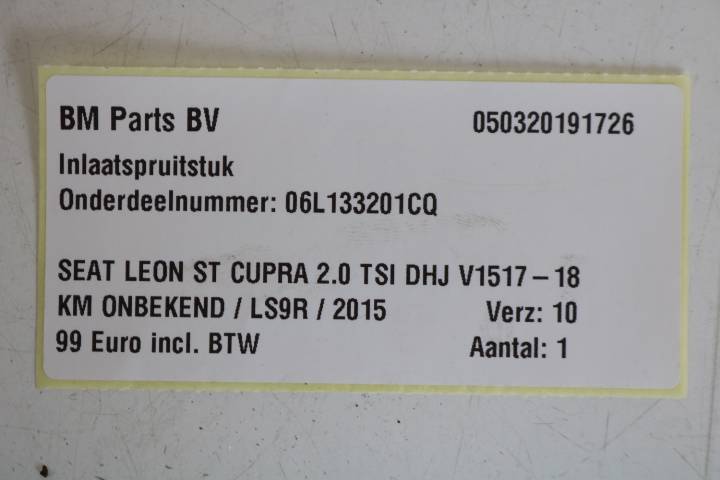 BM Parts BV 050320191726
Inlaatspruitstuk
Onderdeelnummer: 06L133201CQ
SEAT LEON ST CUPRA 2.0 TSI DHJ V1517 – 18
KM ONBEKEND / LS9R / 2015 Verz: 10
99 Euro incl. BTW Aantal: 1